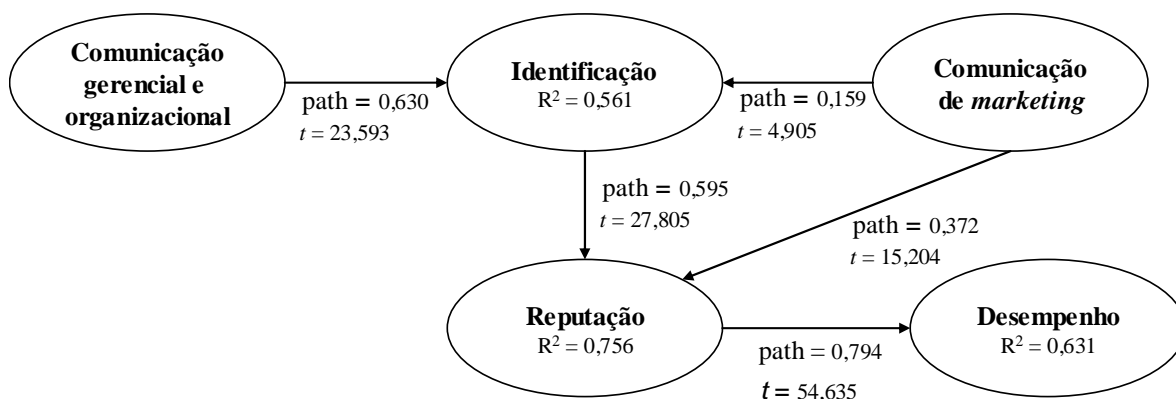 Comunicação
gerencial e
organizacional
path = 0,630
t = 23,593
Identificação
R² = 0,561
path = 0,159
t = 4,905
Comunicação
de marketing
path = 0,595
t = 27,805
path = 0,372
t = 15,204
Reputação
R² = 0,756
path = 0,794
t = 54,635
Desempenho
R² = 0,631